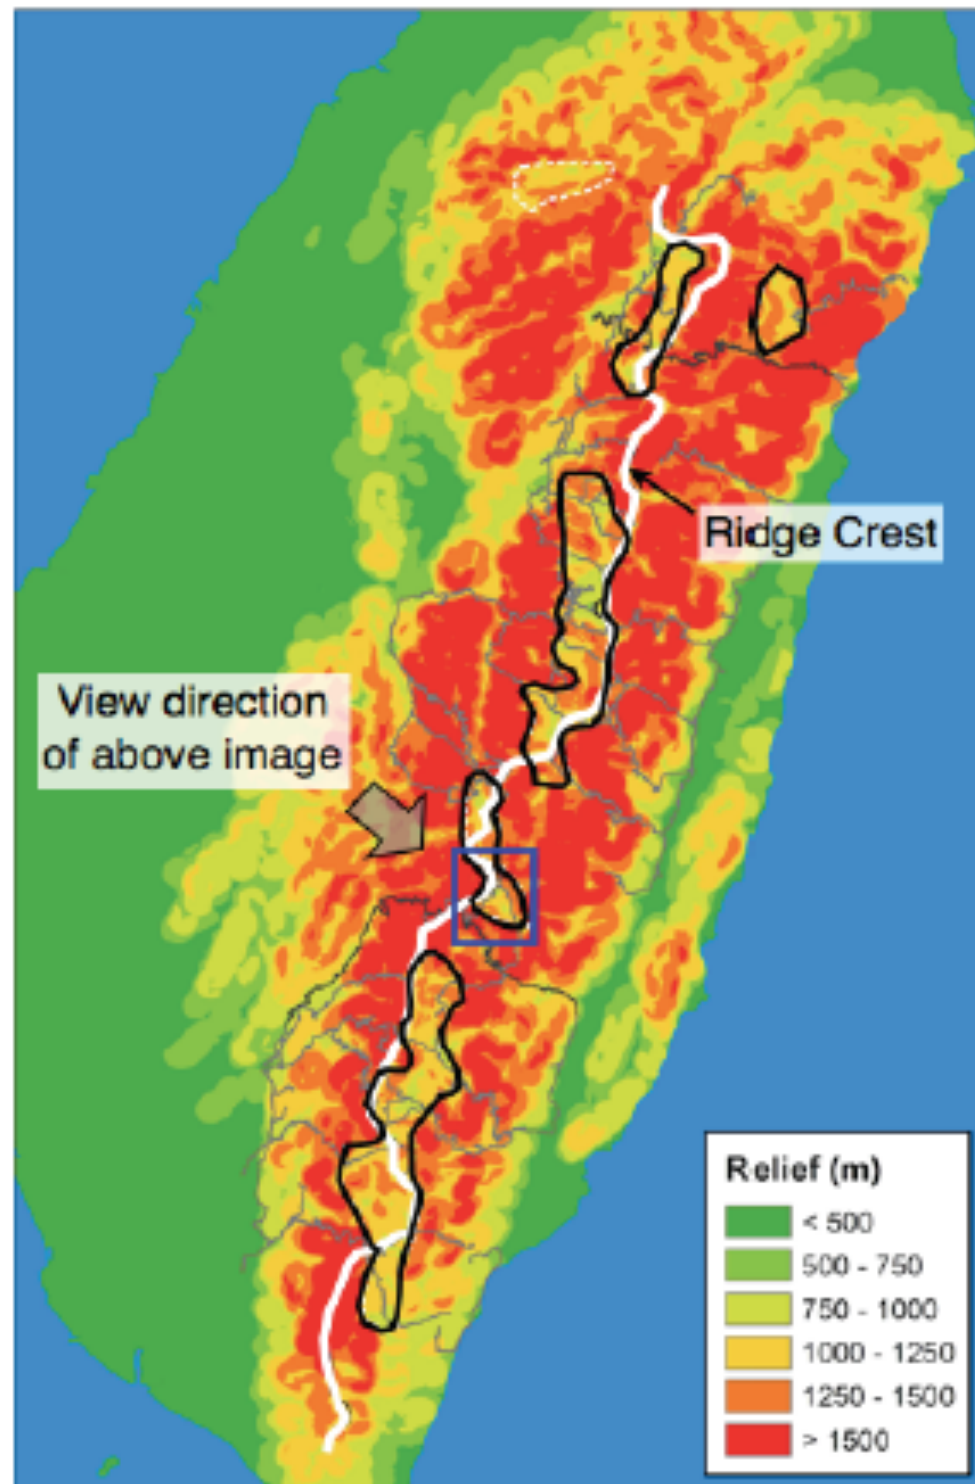 Ridge Crest
View direction
of above image
Relief (m)
< 500
500 - 750
750 - 1000
1000 - 1250
1250 - 1500
> 1500